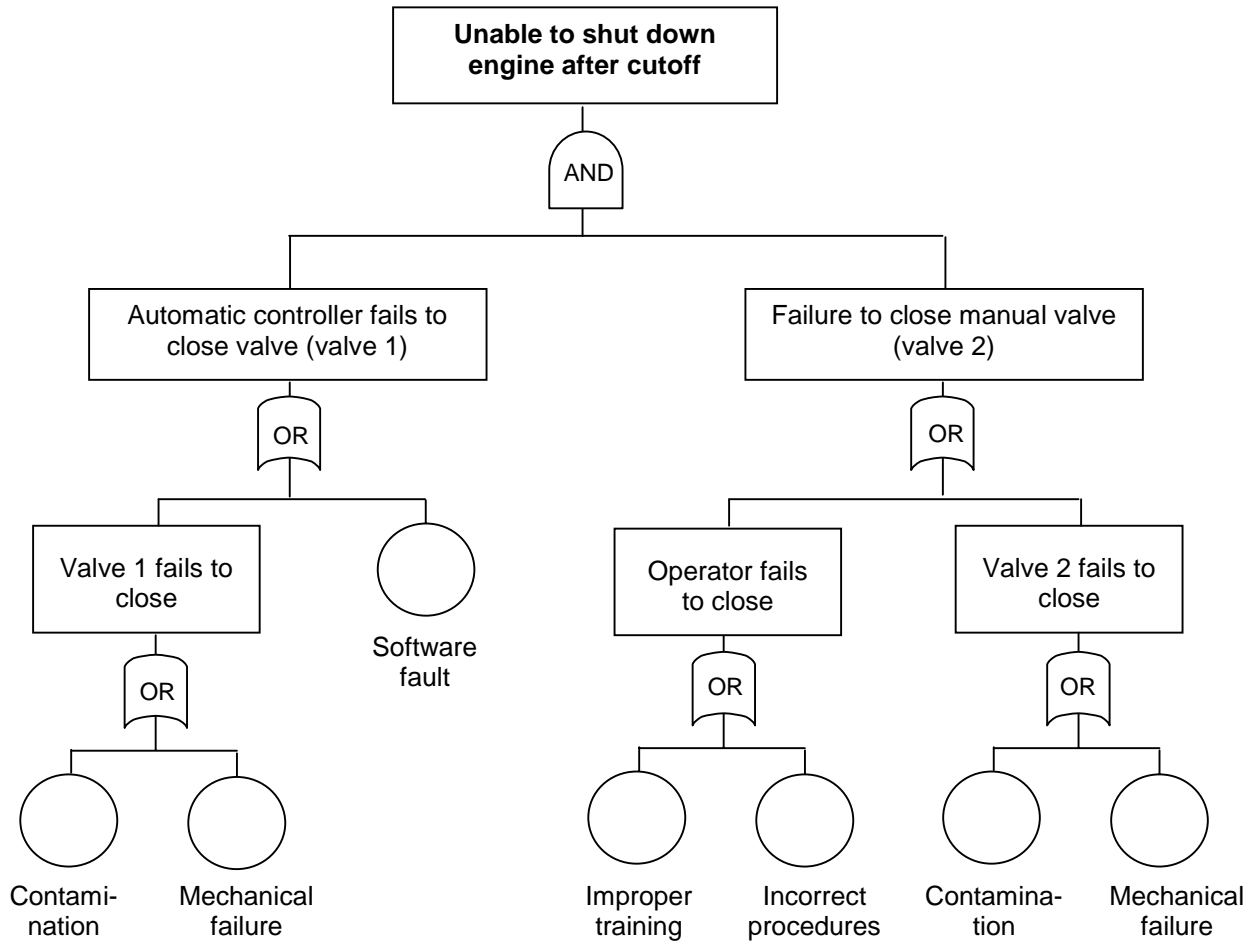 Unable to shut down
engine after cutoff
AND
Automatic controller fails to
close valve (valve 1)
Failure to close manual valve
(valve 2)
OR
OR
Valve 1 fails to
close
Software
fault
Operator fails
to close
Valve 2 fails to
close
OR
OR
OR
Contami-
nation
Mechanical
failure
Improper
training
Incorrect
procedures
Contamina-
tion
Mechanical
failure